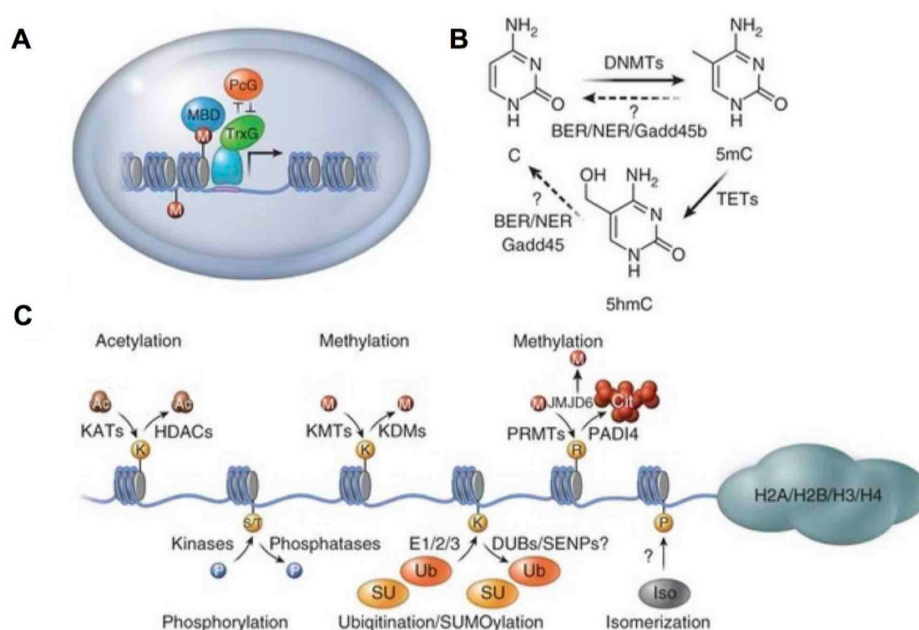 A
PcG
MBD
M
TrxG
M
B
NH₂
N
N
H
O
C
DNMTs
?
BER/NER/Gadd45b
NH₂
N
N
H
O
5mC
TETs
OH
NH₂
N
N
H
O
5hmC
?
BER/NER
Gadd45
C
Acetylation
Ac
Ac
KATs
HDACs
K
Methylation
M
M
KMTs
KDMs
K
Methylation
M
M
JMJD6
Cit
PRMTs
PADI4
R
H2A/H2B/H3/H4
S/T
Kinases
Phosphatases
P
P
Phosphorylation
K
E1/2/3
DUBs/SENPs?
Ub
Ub
SU
SU
Ubiqitination/SUMOylation
P
?
Iso
Isomerization